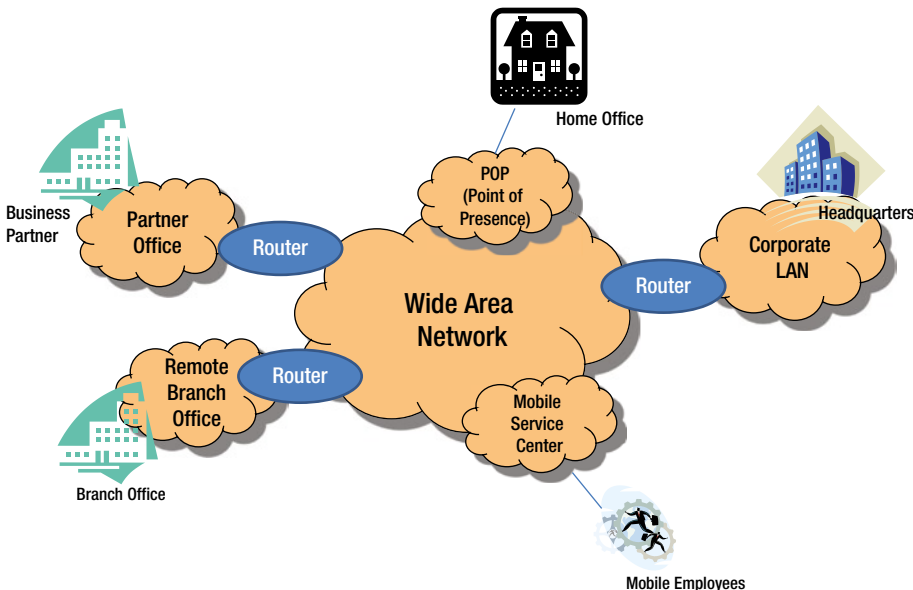 Home Office
POP
(Point of
Presence)
Business
Partner
Partner
Office
Router
Headquarters
Corporate
LAN
Router
Wide Area
Network
Remote
Branch
Office
Router
Mobile
Service
Center
Branch Office
Mobile Employees